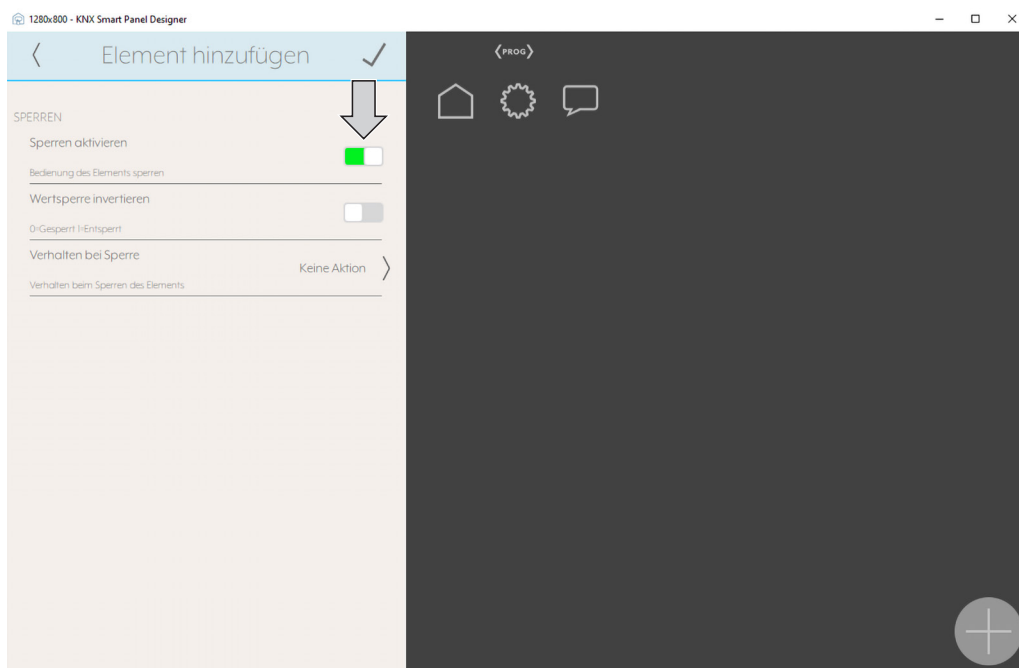 1280x800 - KNX Smart Panel Designer
Element hinzufügen
⟨PROG⟩
SPERREN
Sperren aktivieren
Bedienung des Elements sperren
Wertsperre invertieren
0=Gesperrt 1=Entsperrt
Verhalten bei Sperre
Keine Aktion
Verhalten beim Sperren des Elements